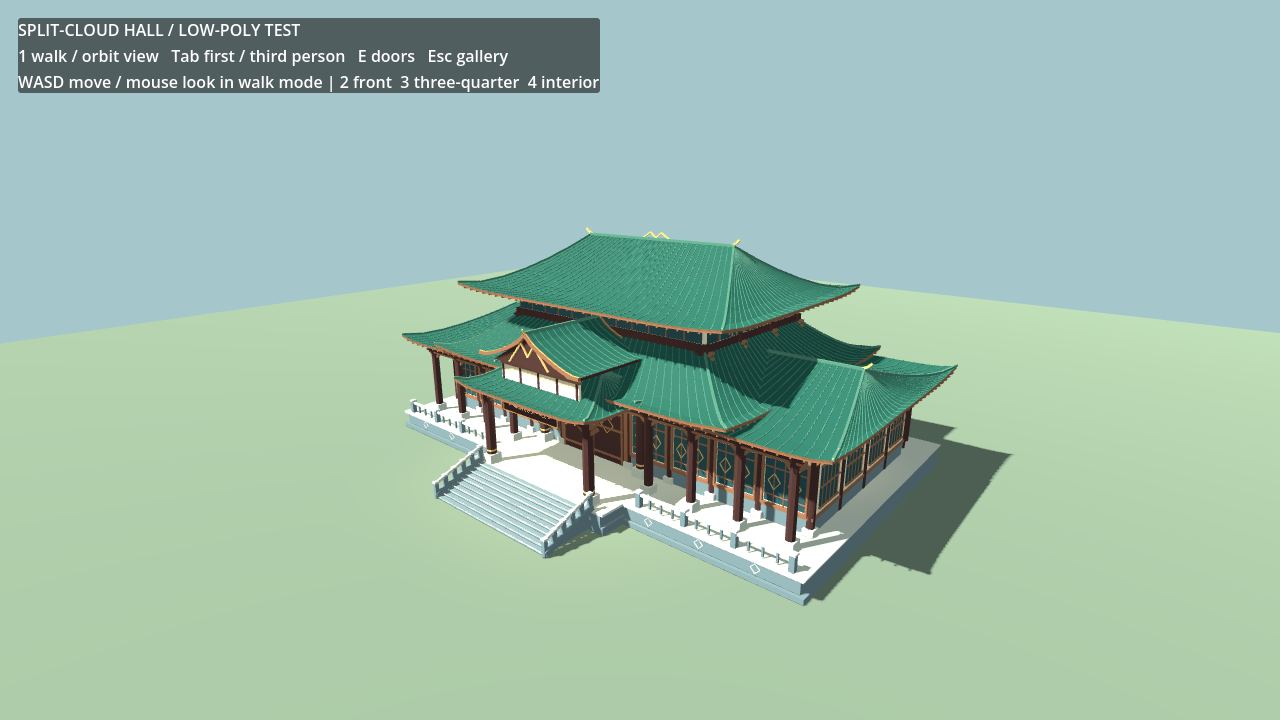 SPLIT-CLOUD HALL / LOW-POLY TEST
1 walk / orbit view   Tab first / third person   E doors   Esc gallery
WASD move / mouse look in walk mode | 2 front  3 three-quarter  4 interior